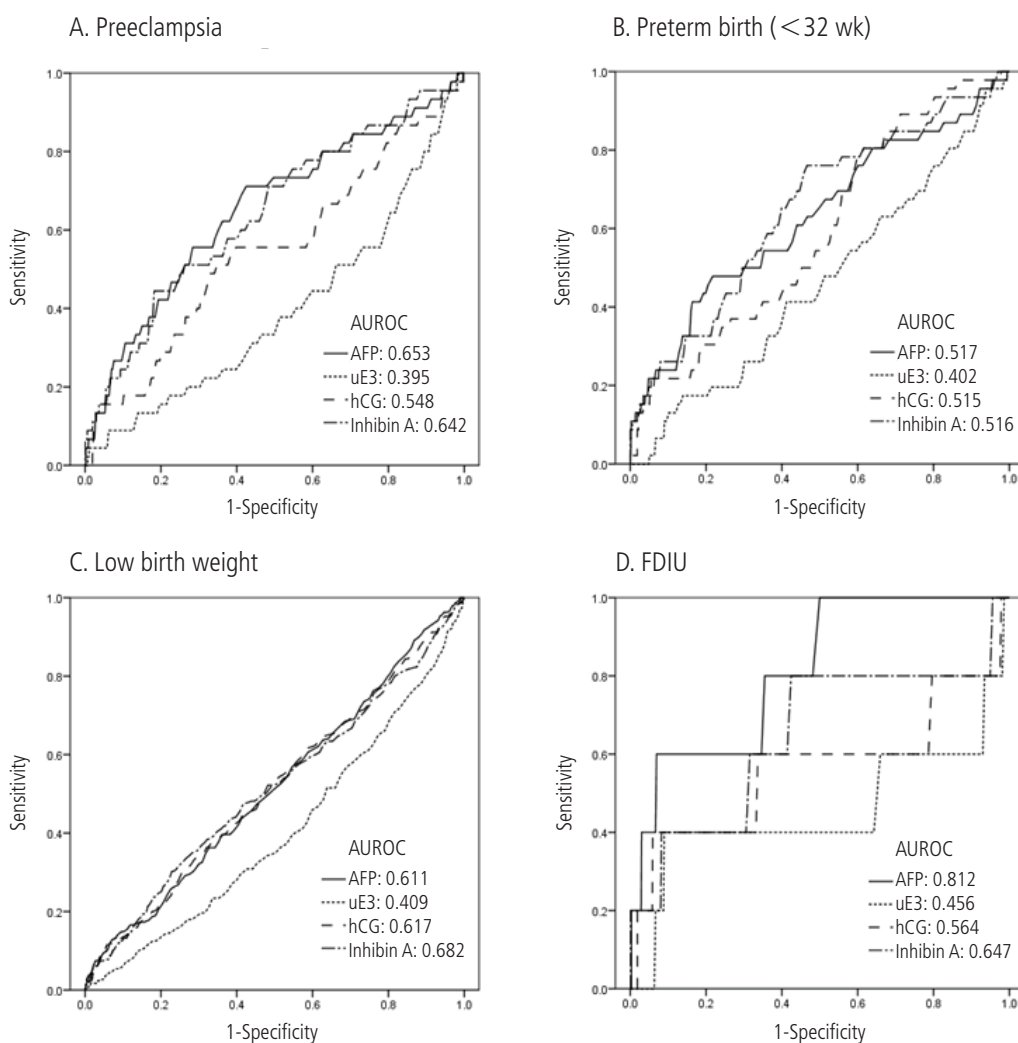 A. Preeclampsia
1.0
0.8
0.6
0.4
0.2
0.0
Sensitivity
0.0 0.2 0.4 0.6 0.8 1.0
1-Specificity
AUROC
AFP: 0.653
uE3: 0.395
hCG: 0.548
Inhibin A: 0.642
B. Preterm birth (<32 wk)
1.0
0.8
0.6
0.4
0.2
0.0
Sensitivity
0.0 0.2 0.4 0.6 0.8 1.0
1-Specificity
AUROC
AFP: 0.517
uE3: 0.402
hCG: 0.515
Inhibin A: 0.516
C. Low birth weight
1.0
0.8
0.6
0.4
0.2
0.0
Sensitivity
0.0 0.2 0.4 0.6 0.8 1.0
1-Specificity
AUROC
AFP: 0.611
uE3: 0.409
hCG: 0.617
Inhibin A: 0.682
D. FDIU
1.0
0.8
0.6
0.4
0.2
0.0
Sensitivity
0.0 0.2 0.4 0.6 0.8 1.0
1-Specificity
AUROC
AFP: 0.812
uE3: 0.456
hCG: 0.564
Inhibin A: 0.647